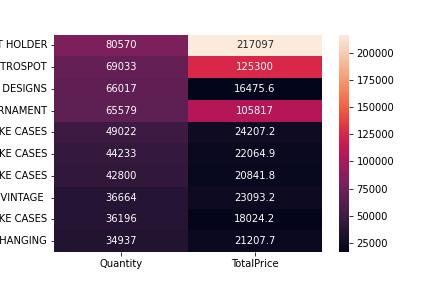 T HOLDER 80570 217097
TROSPOT 69033 125300
DESIGNS 66017 16475.6
RNAMENT 65579 105817
KE CASES 49022 24207.2
KE CASES 44233 22064.9
KE CASES 42800 20841.8
VINTAGE 36664 23093.2
KE CASES 36196 18024.2
HANGING 34937 21207.7
Quantity TotalPrice
200000
175000
150000
125000
100000
75000
50000
25000